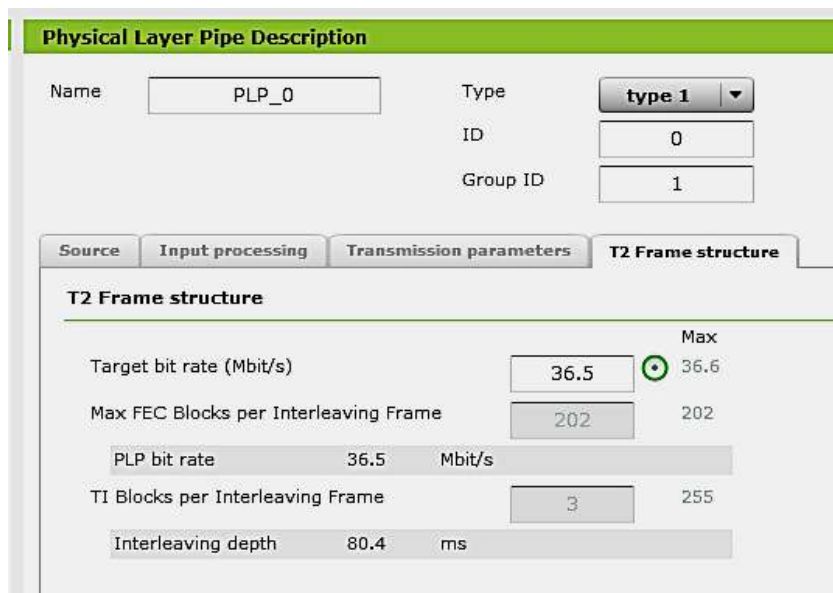 Physical Layer Pipe Description
Name PLP_0 Type type 1
ID 0
Group ID 1
Source Input processing Transmission parameters T2 Frame structure
T2 Frame structure
Max
Target bit rate (Mbit/s) 36.5 36.6
Max FEC Blocks per Interleaving Frame 202 202
PLP bit rate 36.5 Mbit/s
TI Blocks per Interleaving Frame 3 255
Interleaving depth 80.4 ms